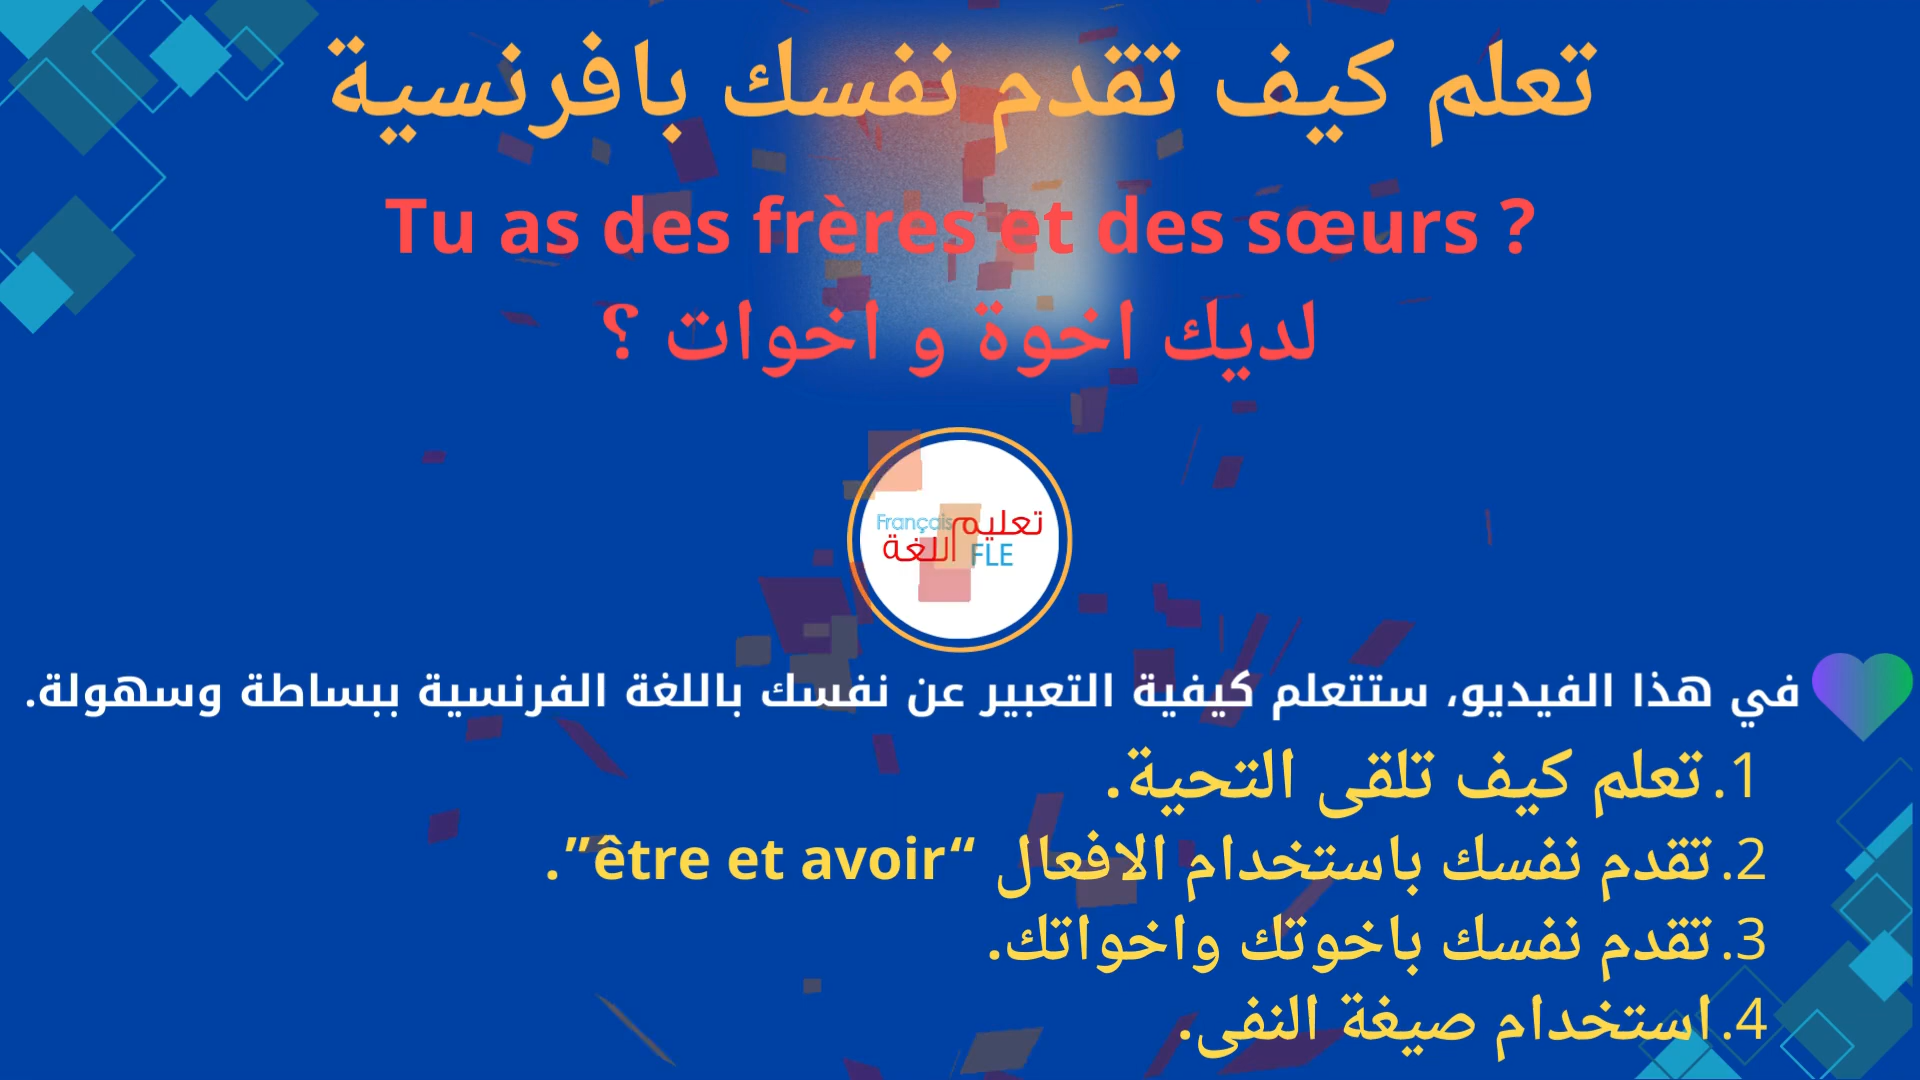 تعلم كيف تقدم نفسك بافرنسية
Tu as des frères et des sœurs ?
لديك اخوة و اخوات ؟
Français تعليم
اللغة FLE
في هذا الفيديو، ستتعلم كيفية التعبير عن نفسك باللغة الفرنسية ببساطة وسهولة.
1. تعلم كيف تلقى التحية.
2. تقدم نفسك باستخدام الافعال “être et avoir”.
3. تقدم نفسك باخوتك واخواتك.
4. استخدام صيغة النفى.